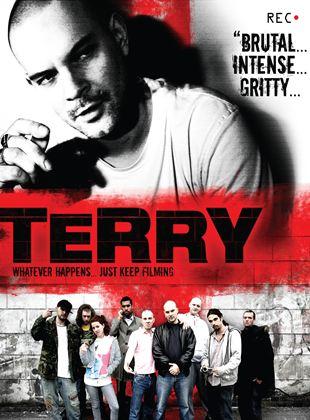 REC
"BRUTAL...
INTENSE...
GRITTY...
TERRY
WHATEVER HAPPENS... JUST KEEP FILMING